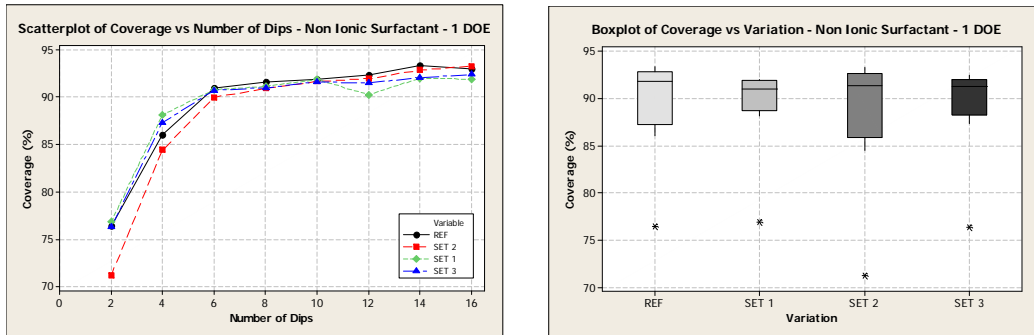 Scatterplot of Coverage vs Number of Dips - Non Ionic Surfactant - 1 DOE
95
90
85
80
75
70
Coverage (%)
0 2 4 6 8 10 12 14 16
Number of Dips
Variable
REF
SET 2
SET 1
SET 3
Boxplot of Coverage vs Variation - Non Ionic Surfactant - 1 DOE
95
90
85
80
75
70
Coverage (%)
REF SET 1 SET 2 SET 3
Variation